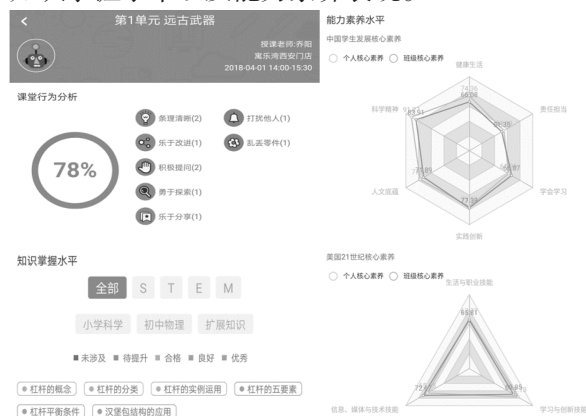 第1单元 远古武器
授课老师:乔阳
寓乐湾西安门店
2018-04-01 14:00-15:30
课堂行为分析
78%
条理清晰(2)
打扰他人(1)
乐于改进(1)
乱丢零件(1)
积极提问(2)
勇于探索(1)
乐于分享(1)
知识掌握水平
全部 S T E M
小学科学 初中物理 扩展知识
未涉及 待提升 合格 良好 优秀
杠杆的概念 杠杆的分类 杠杆的实例运用 杠杆的五要素
杠杆平衡条件 汉堡包结构的应用
能力素养水平
中国学生发展核心素养
个人核心素养 班级核心素养
健康生活
科学精神
责任担当
人文底蕴
学会学习
实践创新
美国21世纪核心素养
个人核心素养 班级核心素养
生活与职业技能
信息、媒体与技术技能
学习与创新技能